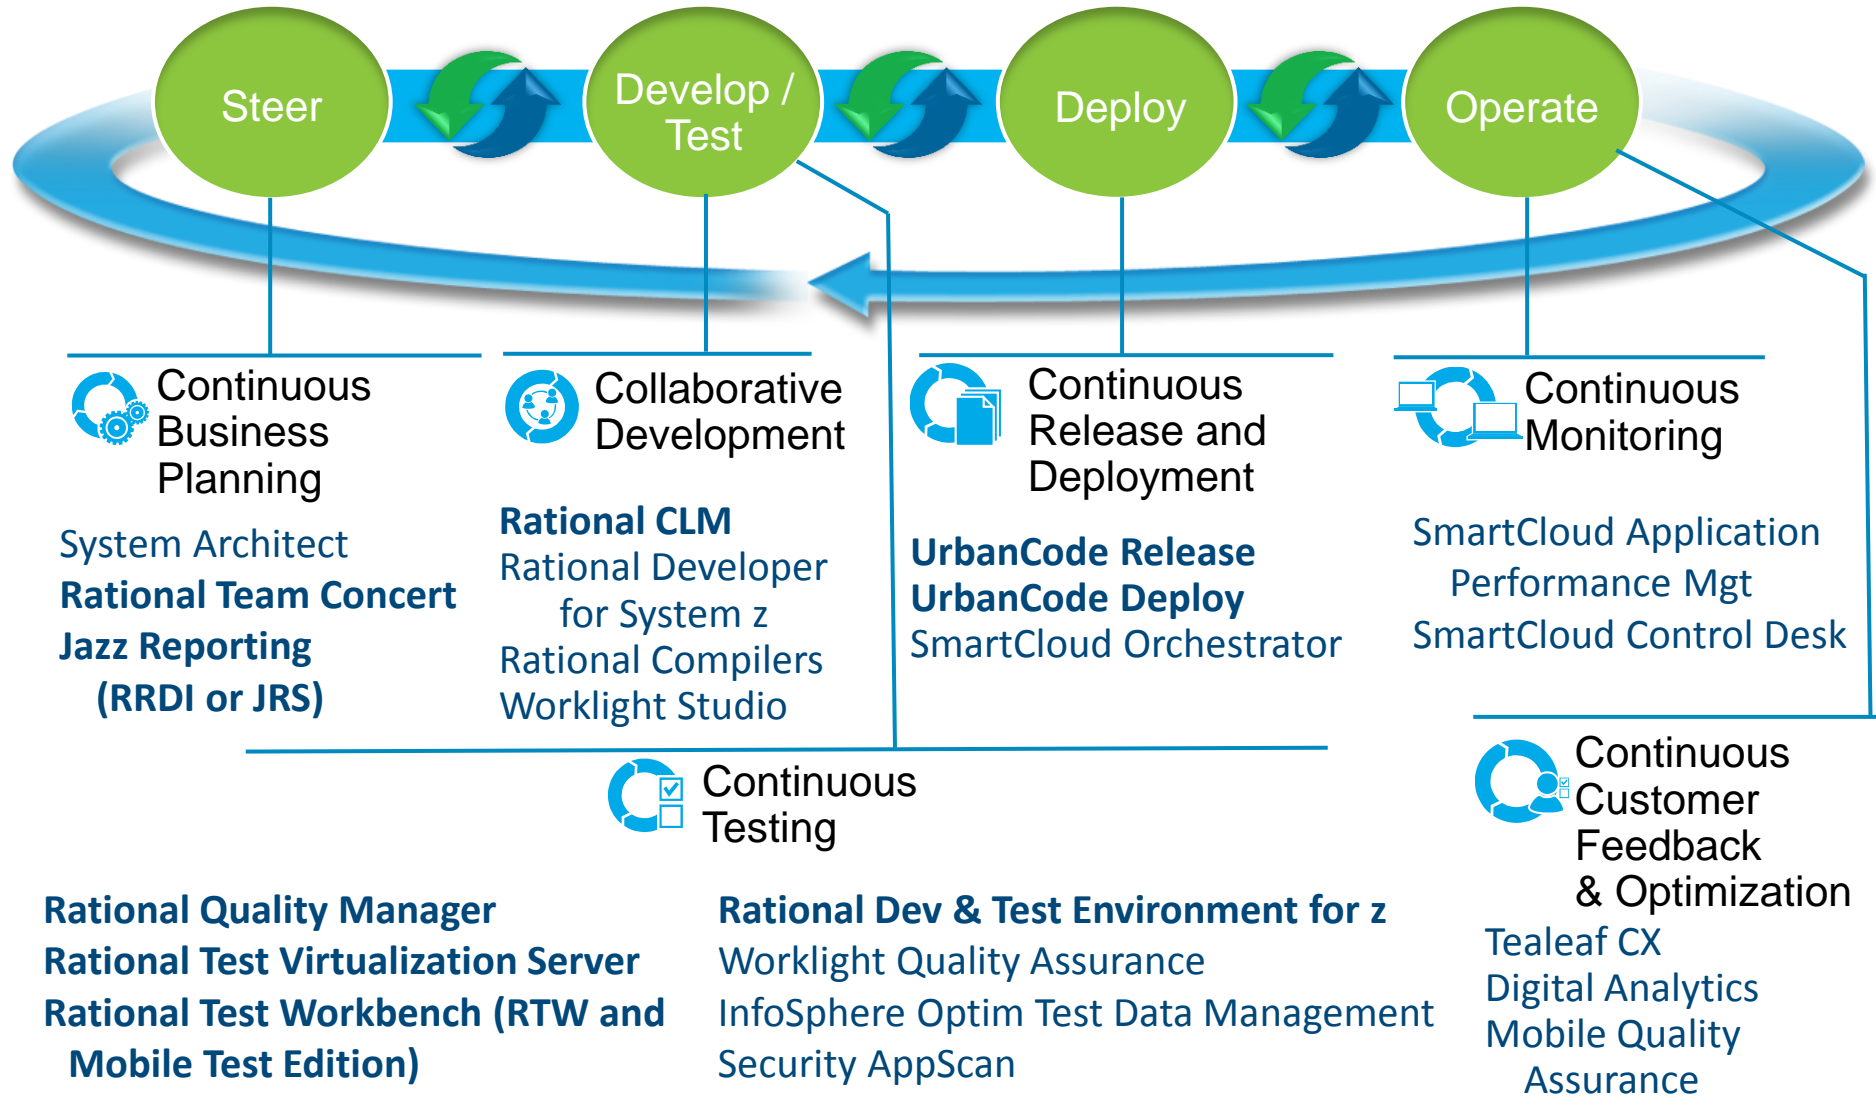 Steer
Develop /
Test
Deploy
Operate
Continuous
Business
Planning
System Architect
Rational Team Concert
Jazz Reporting
(RRDI or JRS)
Collaborative
Development
Rational CLM
Rational Developer
for System z
Rational Compilers
Worklight Studio
Continuous
Release and
Deployment
UrbanCode Release
UrbanCode Deploy
SmartCloud Orchestrator
Continuous
Monitoring
SmartCloud Application
Performance Mgt
SmartCloud Control Desk
Continuous
Testing
Rational Quality Manager
Rational Test Virtualization Server
Rational Test Workbench (RTW and
Mobile Test Edition)
Rational Dev & Test Environment for z
Worklight Quality Assurance
InfoSphere Optim Test Data Management
Security AppScan
Continuous
Customer
Feedback
& Optimization
Tealeaf CX
Digital Analytics
Mobile Quality
Assurance